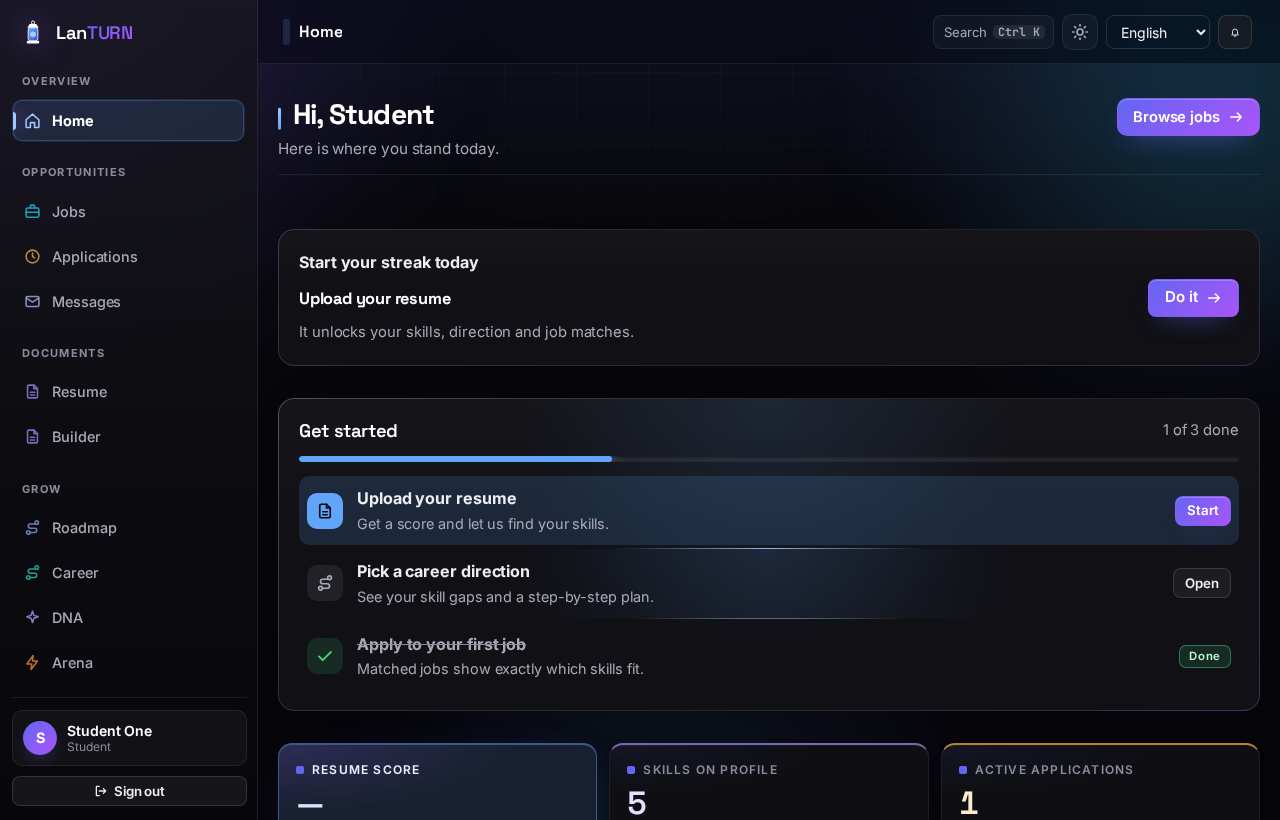 LanTURN
OVERVIEW
Home
OPPORTUNITIES
Jobs
Applications
Messages
DOCUMENTS
Resume
Builder
GROW
Roadmap
Career
DNA
Arena
S
Student One
Student
Sign out
Home
Search Ctrl K
English
Hi, Student
Here is where you stand today.
Browse jobs →
Start your streak today
Upload your resume
It unlocks your skills, direction and job matches.
Do it →
Get started
1 of 3 done
Upload your resume
Get a score and let us find your skills.
Start
Pick a career direction
See your skill gaps and a step-by-step plan.
Open
Apply to your first job
Matched jobs show exactly which skills fit.
Done
RESUME SCORE
—
SKILLS ON PROFILE
5
ACTIVE APPLICATIONS
1